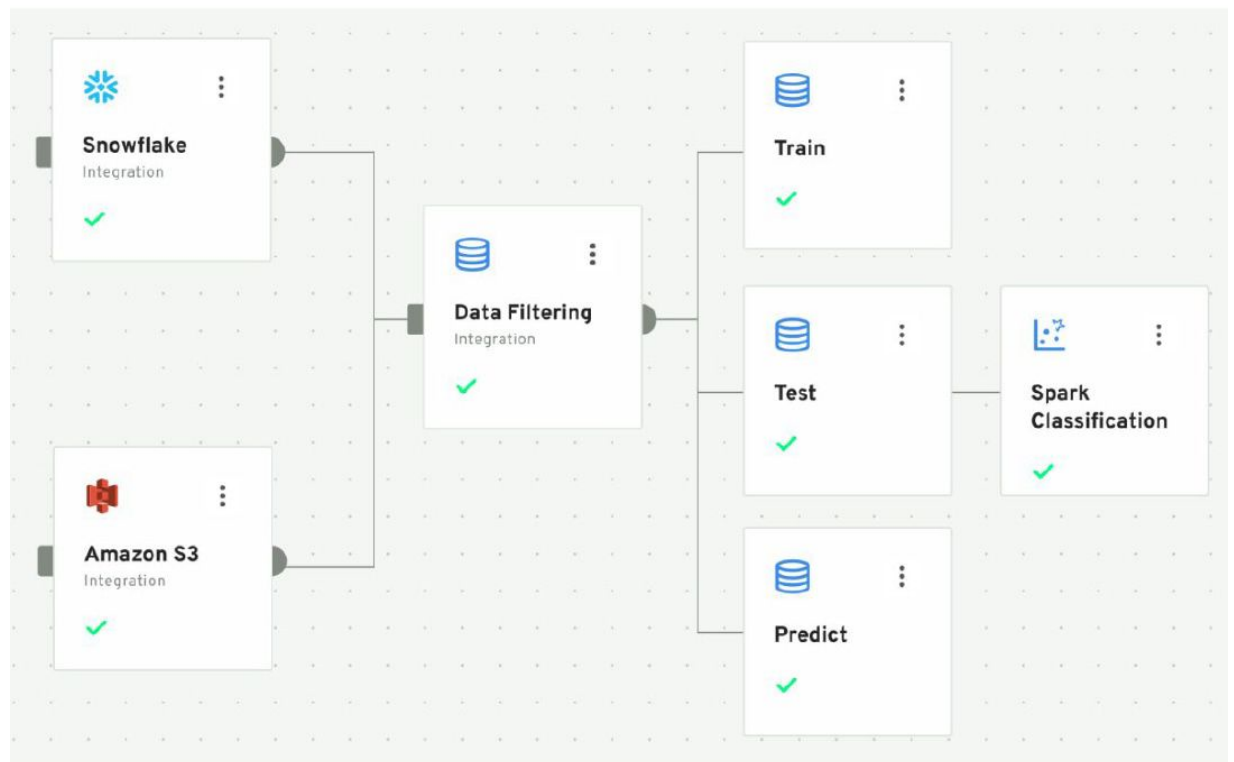 Snowflake
Integration
Amazon S3
Integration
Data Filtering
Integration
Train
Test
Predict
Spark
Classification